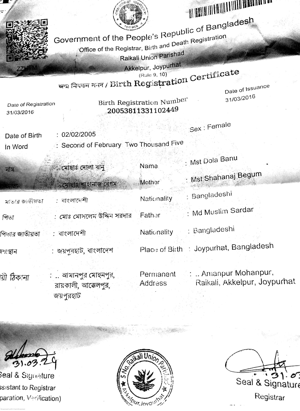 Government of the People's Republic of Bangladesh
Office of the Registrar, Birth and Death Registration
Raikali Union Parishad
Akkelpur, Joypurhat
(Rule 9, 10)
জন্ম নিবন্ধন সনদ / Birth Registration Certificate
Date of Registration
31/03/2016
Birth Registration Number
20053811331102449
Date of Issuance
31/03/2016
Date of Birth : 02/02/2005
Sex : Female
In Word : Second of February Two Thousand Five
নাম : মোছাঃ দোলা বানু
Name : Mst Dola Banu
Mother : Mst Shahanaj Begum
মাতার জাতীয়তা : বাংলাদেশী
Nationality : Bangladeshi
পিতা : মোঃ মোসলেম উদ্দিন সরদার
Father : Md Muslim Sardar
পিতার জাতীয়তা : বাংলাদেশী
Nationality : Bangladeshi
জন্মস্থান : জয়পুরহাট, বাংলাদেশ
Place of Birth : Joypurhat, Bangladesh
স্থায়ী ঠিকানা : .. আমানপুর মোহনপুর,
রায়কালী, আক্কেলপুর,
জয়পুরহাট
Permanent Address : .. Amanpur Mohanpur,
Raikali, Akkelpur, Joypurhat
31.03.24
Seal & Signature
Assistant to Registrar
(Preparation, Verification)
Raikali Union Parishad
31.03
Seal & Signature
Registrar